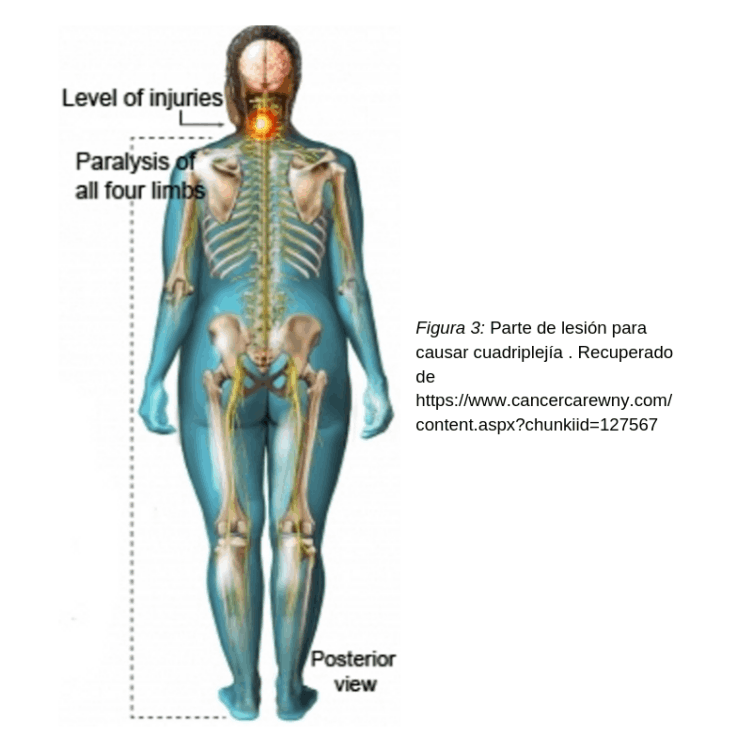 Level of injuries
Paralysis of
all four limbs
Figura 3: Parte de lesión para
causar cuadriplejía . Recuperado
de
https://www.cancercarewny.com/
content.aspx?chunkiid=127567
Posterior
view